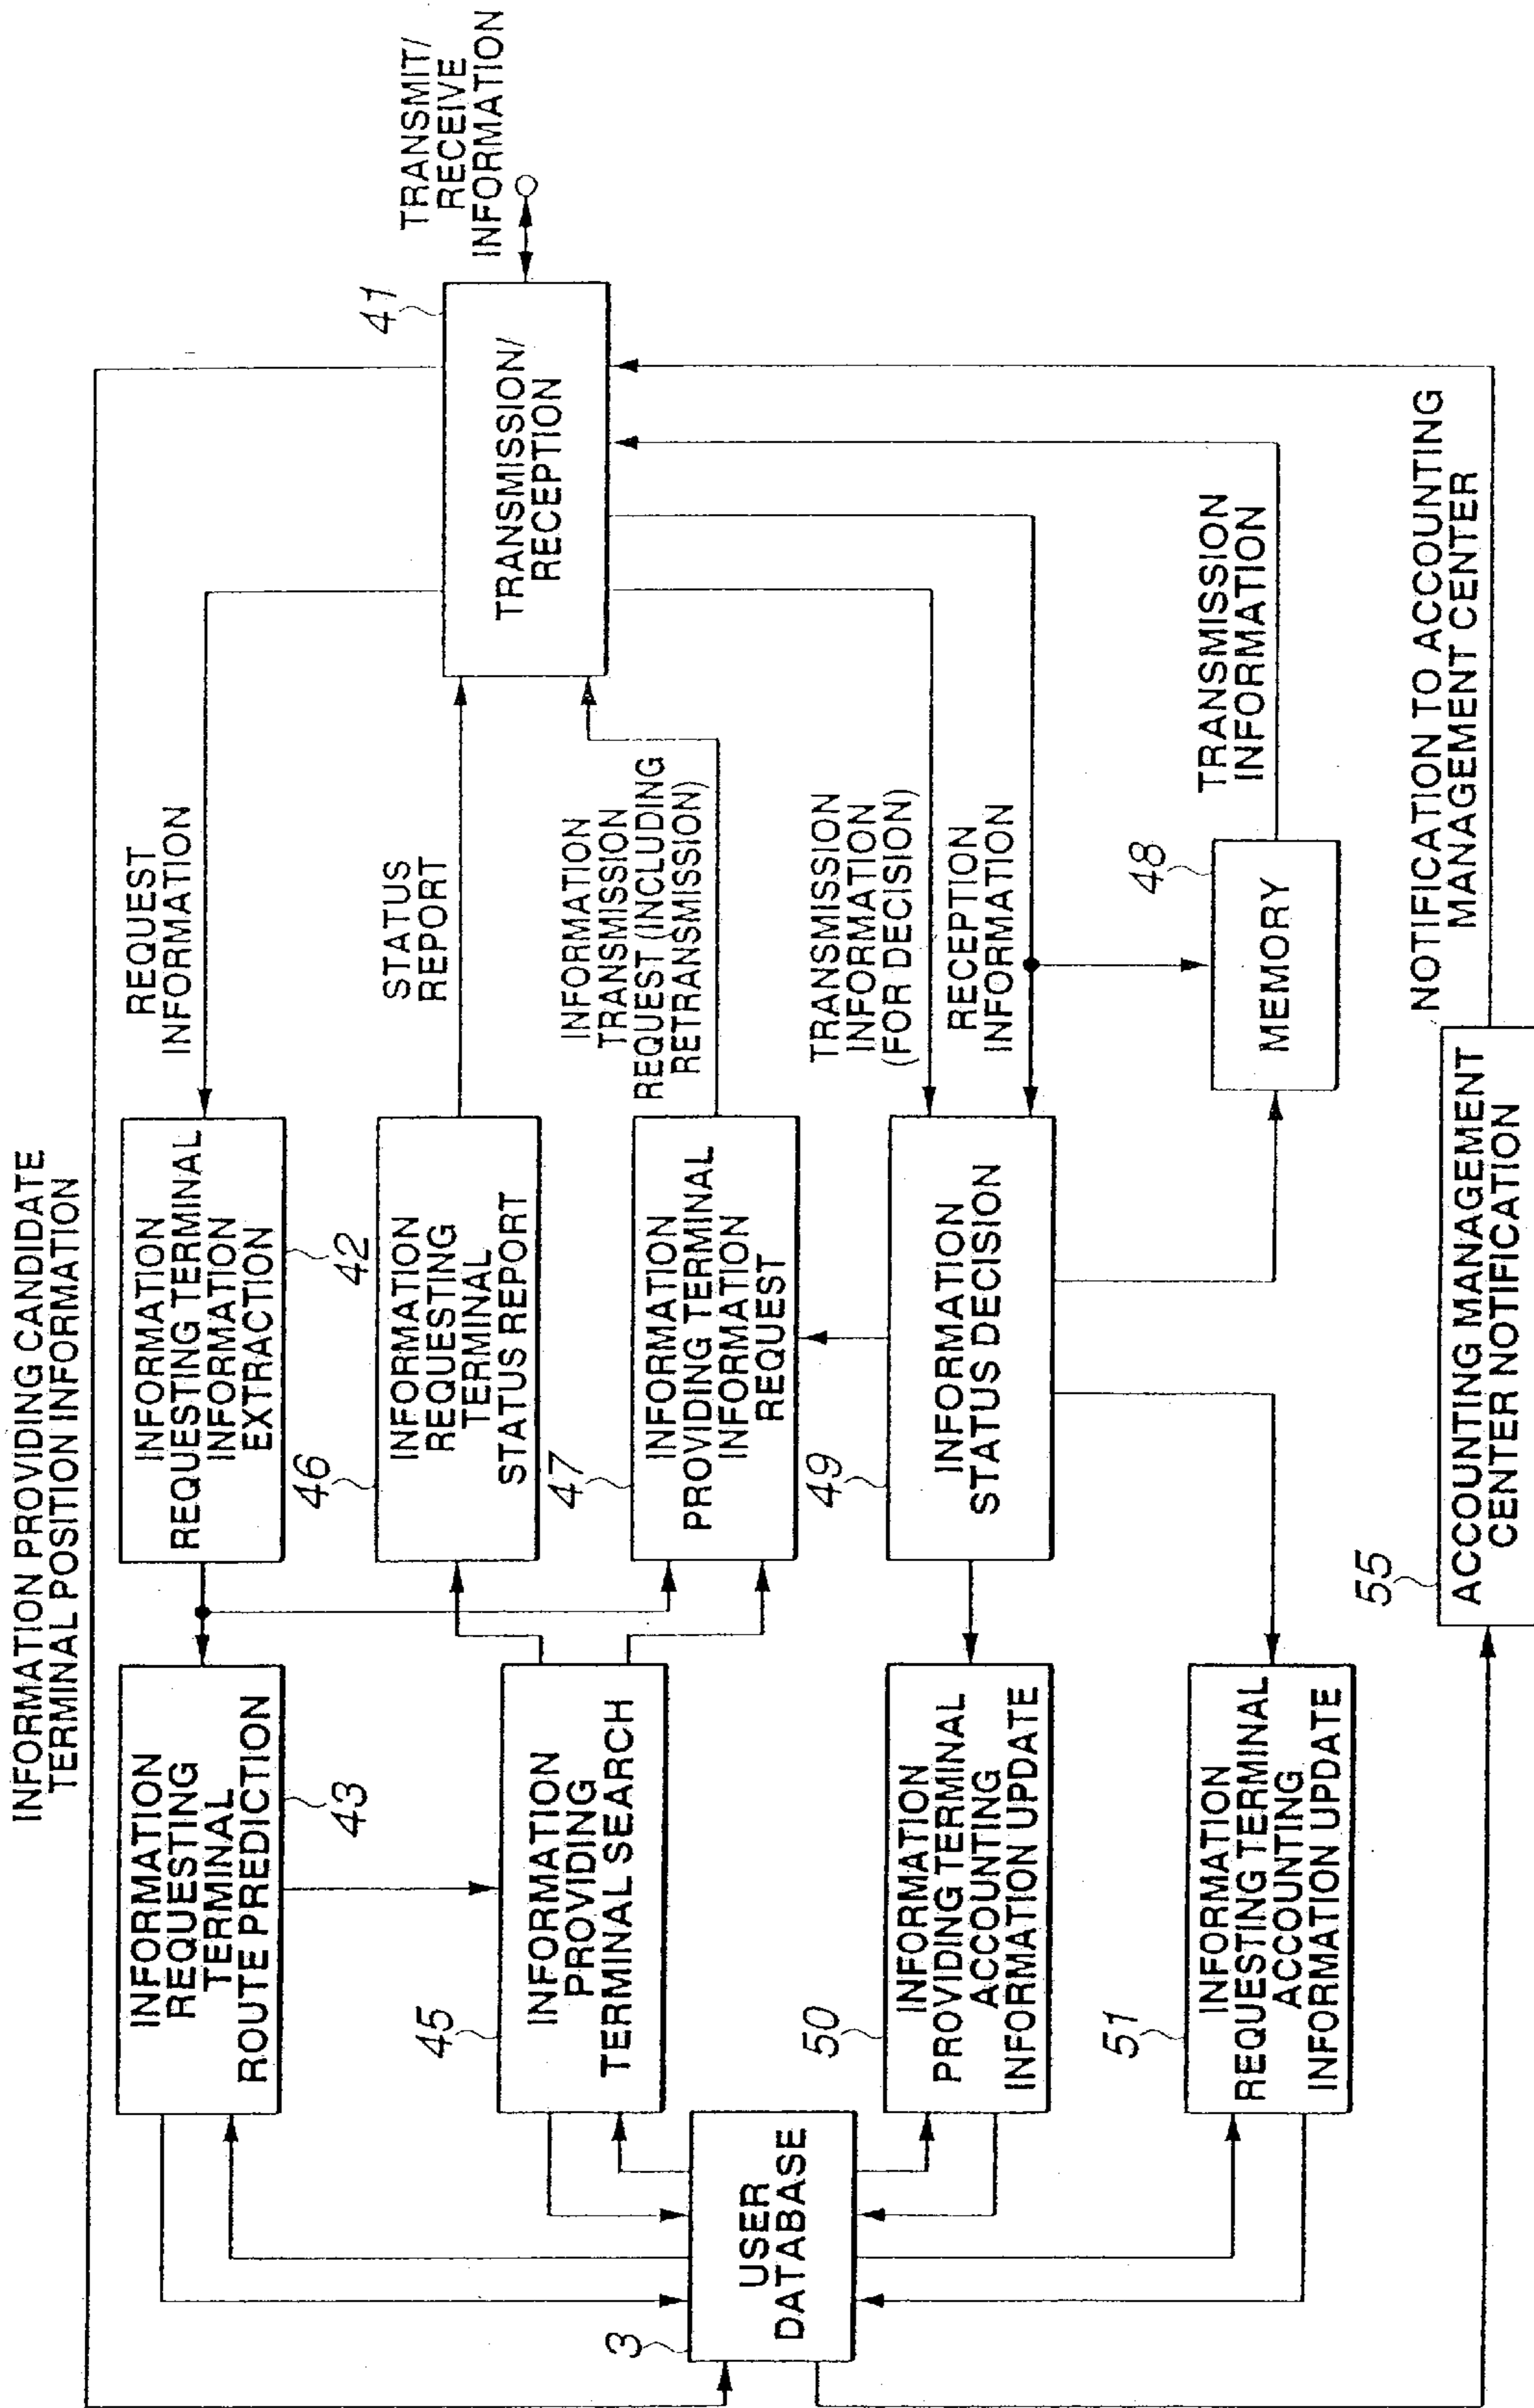 INFORMATION PROVIDING CANDIDATE
TERMINAL POSITION INFORMATION
INFORMATION
REQUESTING
TERMINAL
ROUTE PREDICTION
43
INFORMATION
REQUESTING TERMINAL
INFORMATION
EXTRACTION
42
REQUEST
INFORMATION
INFORMATION
PROVIDING
TERMINAL SEARCH
45
INFORMATION
REQUESTING
TERMINAL
STATUS REPORT
46
STATUS
REPORT
INFORMATION
PROVIDING TERMINAL
INFORMATION
REQUEST
47
INFORMATION
TRANSMISSION
REQUEST (INCLUDING
RETRANSMISSION)
TRANSMISSION/
RECEPTION
41
TRANSMIT/
RECEIVE
INFORMATION
USER
DATABASE
3
INFORMATION
PROVIDING TERMINAL
ACCOUNTING
INFORMATION UPDATE
50
INFORMATION
STATUS DECISION
49
TRANSMISSION
INFORMATION
(FOR DECISION)
RECEPTION
INFORMATION
INFORMATION
REQUESTING TERMINAL
ACCOUNTING
INFORMATION UPDATE
51
MEMORY
48
TRANSMISSION
INFORMATION
ACCOUNTING MANAGEMENT
CENTER NOTIFICATION
55
NOTIFICATION TO ACCOUNTING
MANAGEMENT CENTER